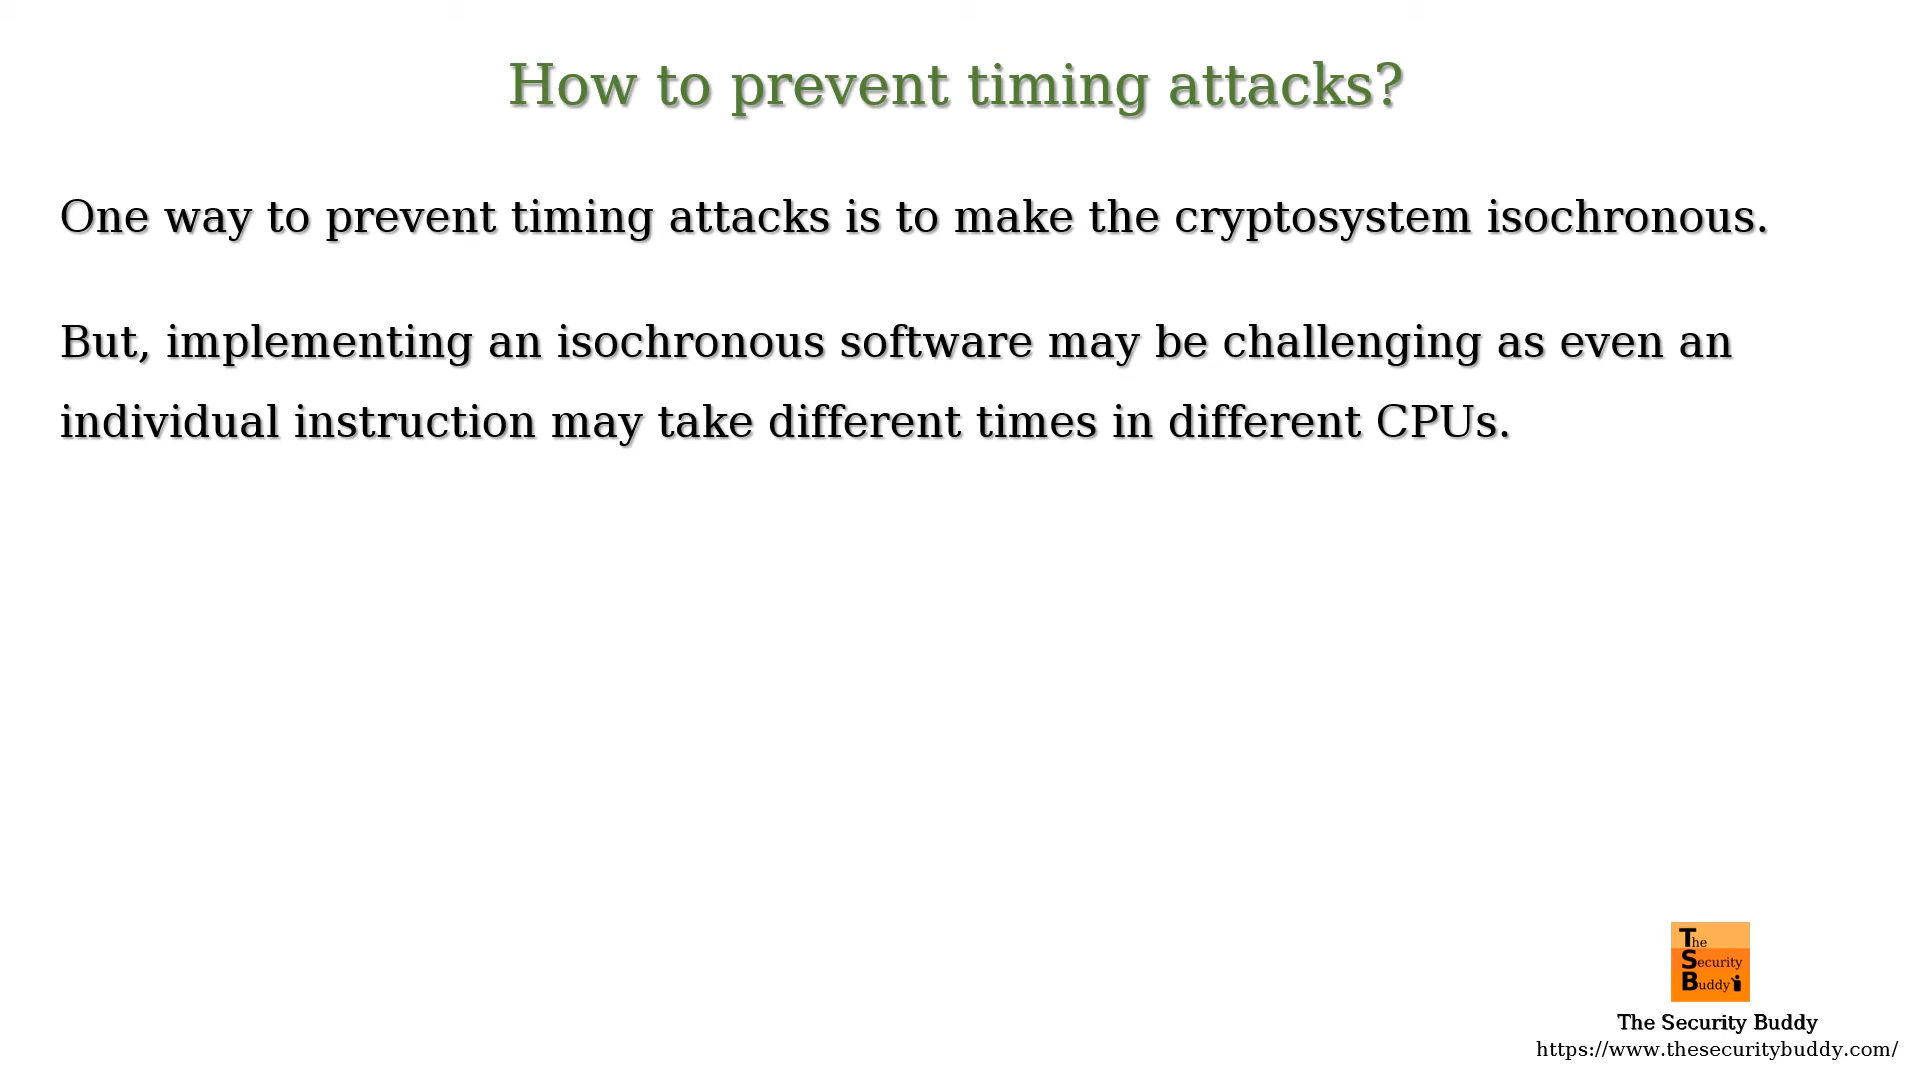 How to prevent timing attacks?
One way to prevent timing attacks is to make the cryptosystem isochronous.
But, implementing an isochronous software may be challenging as even an
individual instruction may take different times in different CPUs.
The
Security
Buddy
The Security Buddy
https://www.thesecuritybuddy.com/